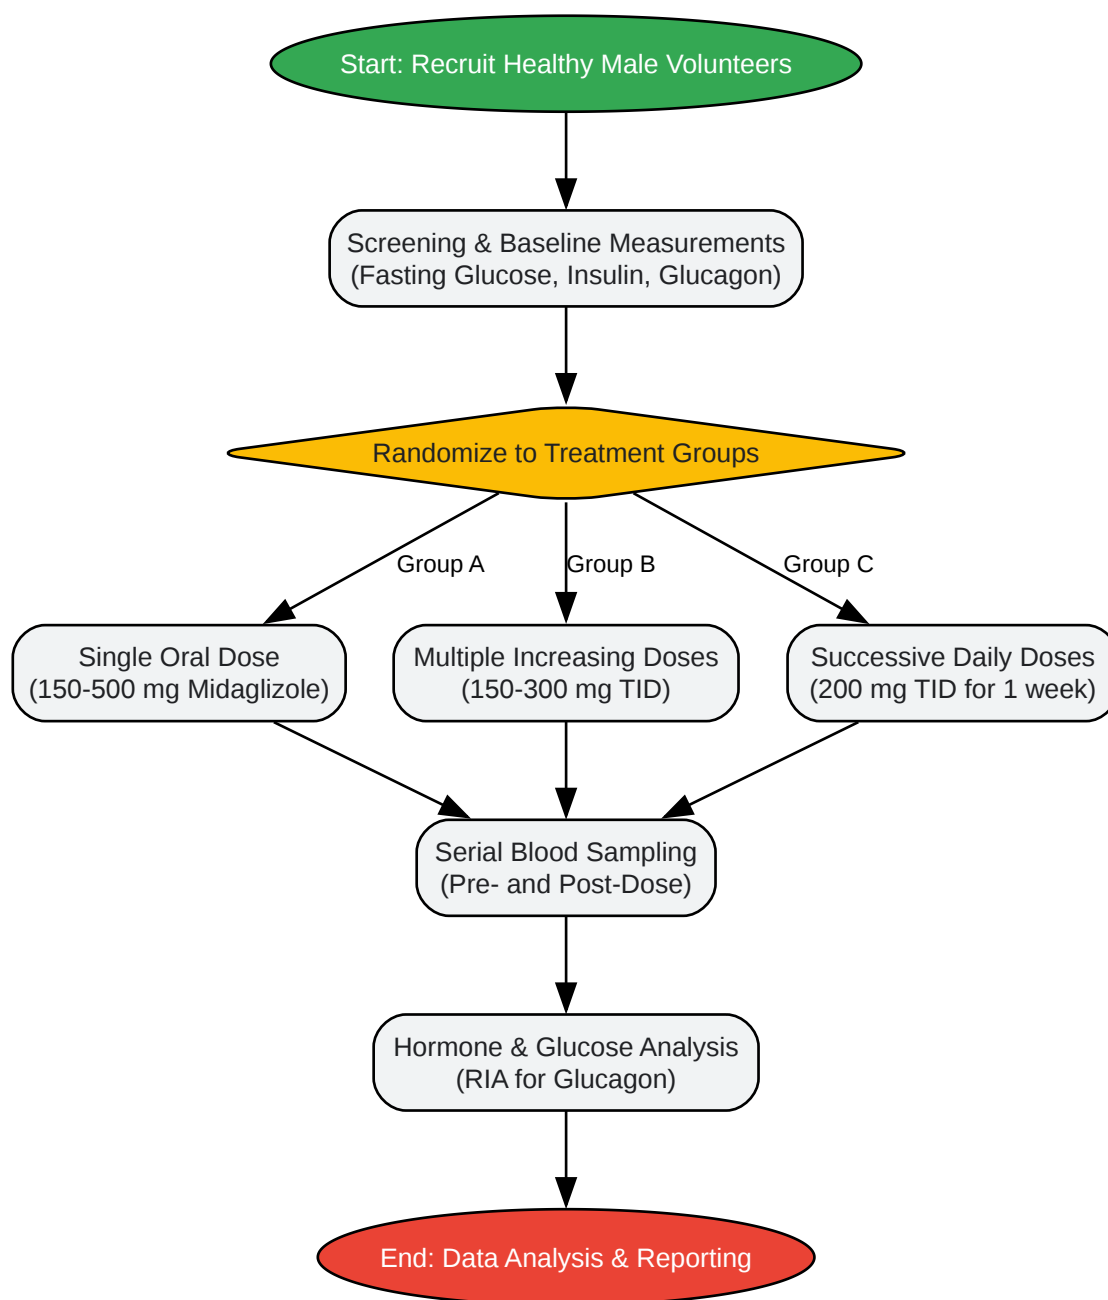 Start: Recruit Healthy Male Volunteers
Screening & Baseline Measurements
(Fasting Glucose, Insulin, Glucagon)
Randomize to Treatment Groups
Group A
Group B
Group C
Single Oral Dose
(150-500 mg Midaglizole)
Multiple Increasing Doses
(150-300 mg TID)
Successive Daily Doses
(200 mg TID for 1 week)
Serial Blood Sampling
(Pre- and Post-Dose)
Hormone & Glucose Analysis
(RIA for Glucagon)
End: Data Analysis & Reporting